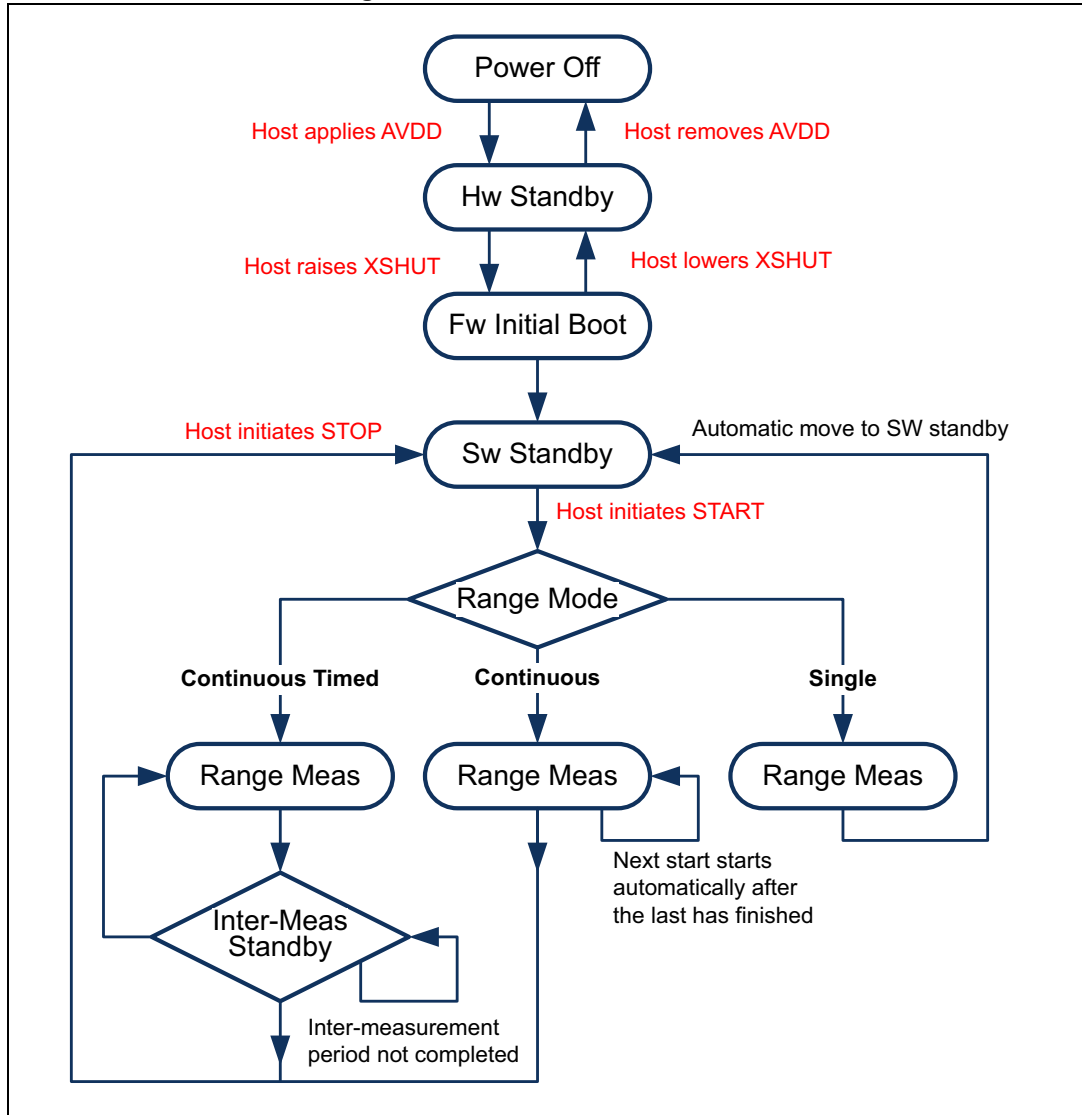 Power Off
Host applies AVDD
Host removes AVDD
Hw Standby
Host raises XSHUT
Host lowers XSHUT
Fw Initial Boot
Host initiates STOP
Automatic move to SW standby
Sw Standby
Host initiates START
Range Mode
Continuous Timed
Continuous
Single
Range Meas
Range Meas
Range Meas
Next start starts
automatically after
the last has finished
Inter-Meas
Standby
Inter-measurement
period not completed